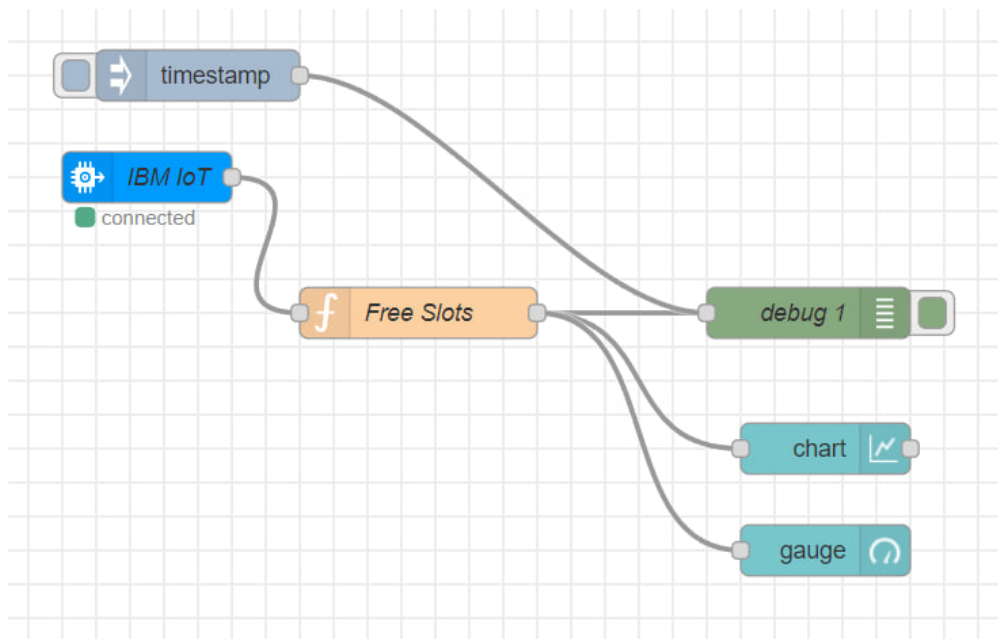 timestamp
IBM IoT
connected
Free Slots
debug 1
chart
gauge